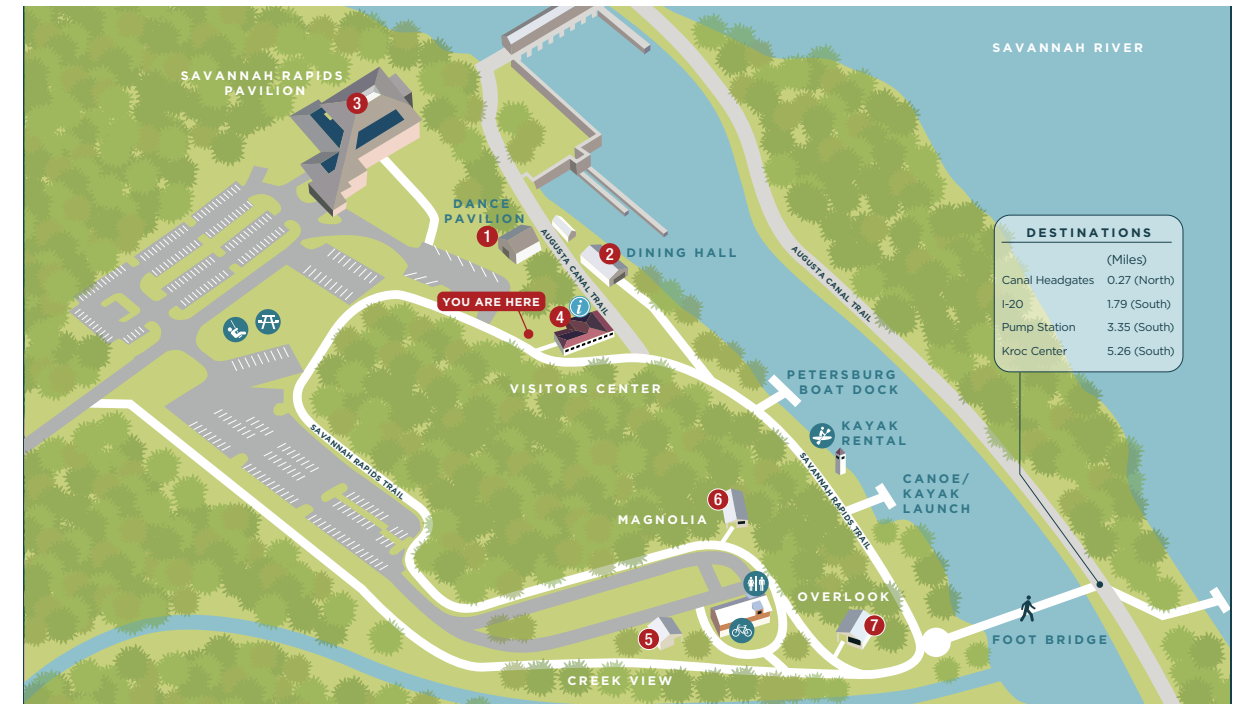 SAVANNAH RIVER
SAVANNAH RAPIDS
PAVILION
3
DANCE
PAVILION
1
2
DINING HALL
AUGUSTA CANAL TRAIL
AUGUSTA CANAL TRAIL
DESTINATIONS
(Miles)
Canal Headgates 0.27 (North)
I-20 1.79 (South)
Pump Station 3.35 (South)
Kroc Center 5.26 (South)
YOU ARE HERE
i
4
VISITORS CENTER
PETERSBURG
BOAT DOCK
KAYAK
RENTAL
SAVANNAH RAPIDS TRAIL
SAVANNAH RAPIDS TRAIL
CANOE/
KAYAK
LAUNCH
6
MAGNOLIA
OVERLOOK
7
5
FOOT BRIDGE
CREEK VIEW